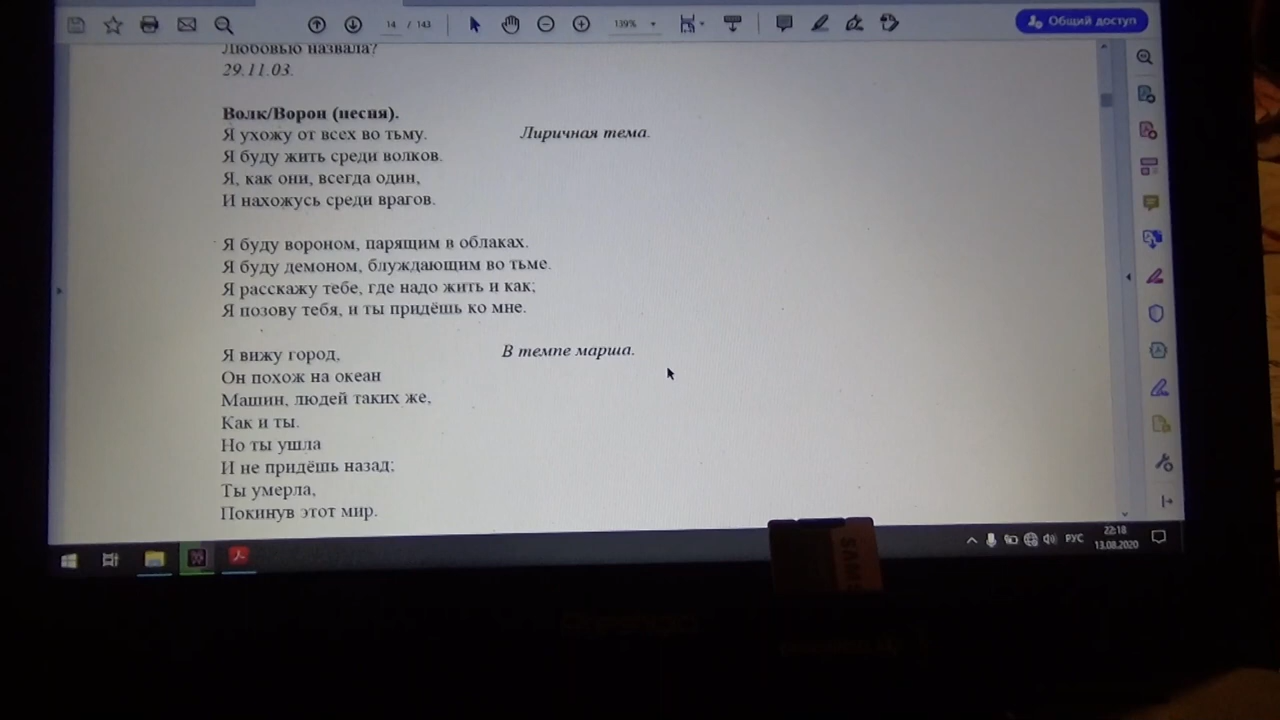 14 / 143
139%
Общий доступ
Любовью назвала?
29.11.03.
Волк/Ворон (песня).
Я ухожу от всех во тьму. Лиричная тема.
Я буду жить среди волков.
Я, как они, всегда один,
И нахожусь среди врагов.
Я буду вороном, парящим в облаках.
Я буду демоном, блуждающим во тьме.
Я расскажу тебе, где надо жить и как;
Я позову тебя, и ты придёшь ко мне.
Я вижу город, В темпе марша.
Он похож на океан
Машин, людей таких же,
Как и ты.
Но ты ушла
И не придёшь назад;
Ты умерла,
Покинув этот мир.
РУС
22:18
13.08.2020